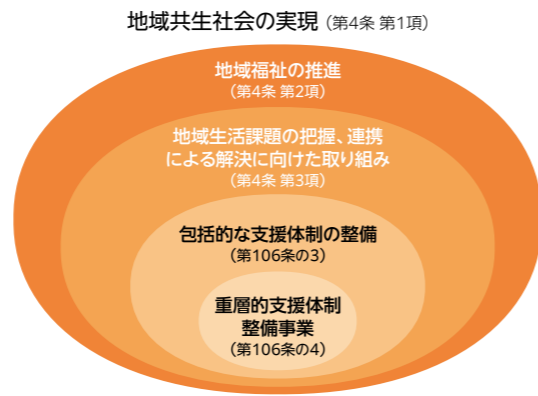 地域共生社会の実現（第4条 第1項）
地域福祉の推進
（第4条 第2項）
地域生活課題の把握、連携
による解決に向けた取り組み
（第4条 第3項）
包括的な支援体制の整備
（第106条の3）
重層的支援体制
整備事業
（第106条の4）